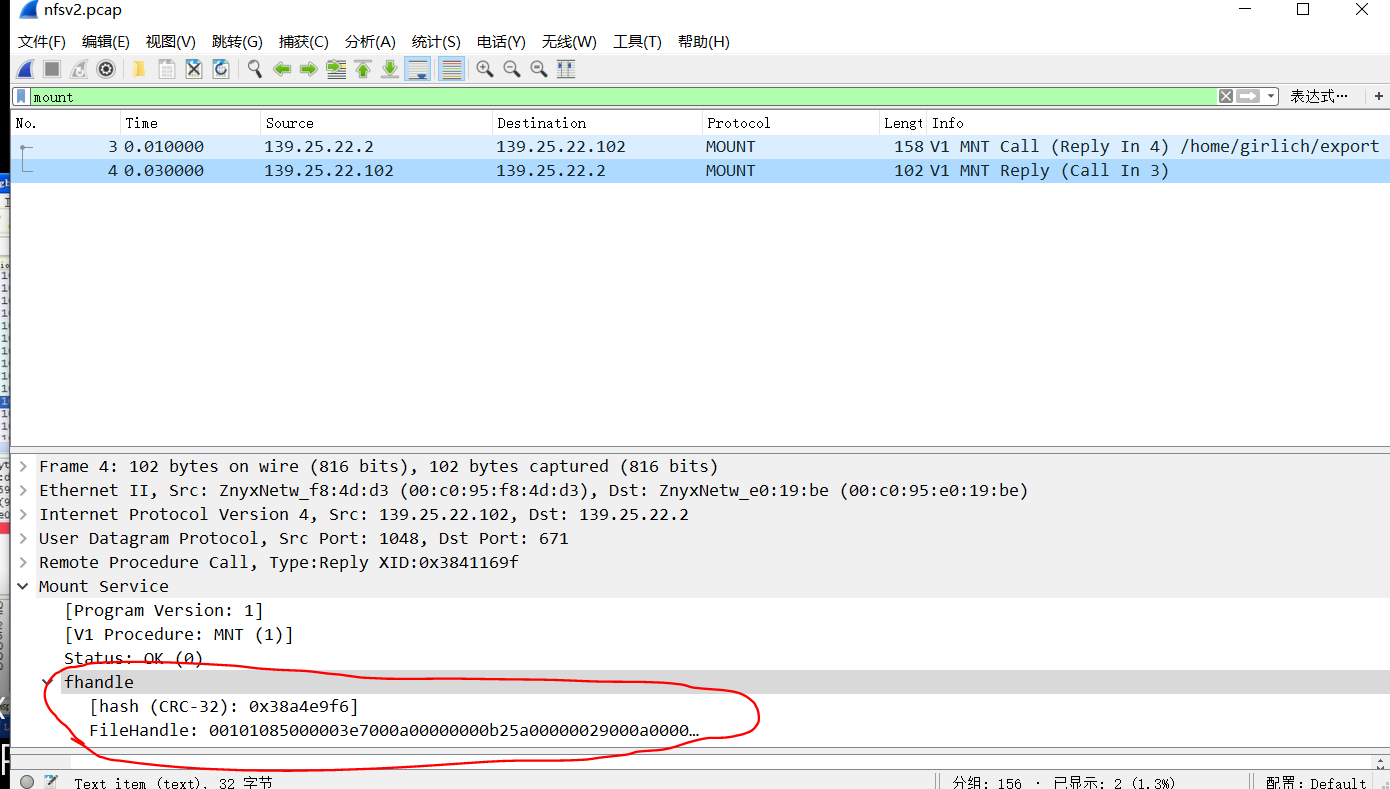 nfsv2.pcap
文件(F) 编辑(E) 视图(V) 跳转(G) 捕获(C) 分析(A) 统计(S) 电话(Y) 无线(W) 工具(T) 帮助(H)
mount 表达式… +
No. Time Source Destination Protocol Lengt Info
3 0.010000 139.25.22.2 139.25.22.102 MOUNT 158 V1 MNT Call (Reply In 4) /home/girlich/export
4 0.030000 139.25.22.102 139.25.22.2 MOUNT 102 V1 MNT Reply (Call In 3)
Frame 4: 102 bytes on wire (816 bits), 102 bytes captured (816 bits)
Ethernet II, Src: ZnyxNetw_f8:4d:d3 (00:c0:95:f8:4d:d3), Dst: ZnyxNetw_e0:19:be (00:c0:95:e0:19:be)
Internet Protocol Version 4, Src: 139.25.22.102, Dst: 139.25.22.2
User Datagram Protocol, Src Port: 1048, Dst Port: 671
Remote Procedure Call, Type:Reply XID:0x3841169f
Mount Service
[Program Version: 1]
[V1 Procedure: MNT (1)]
Status: OK (0)
fhandle
[hash (CRC-32): 0x38a4e9f6]
FileHandle: 00101085000003e7000a00000000b25a00000029000a0000…
Text item (text), 32 字节 分组: 156 · 已显示: 2 (1.3%) 配置: Default